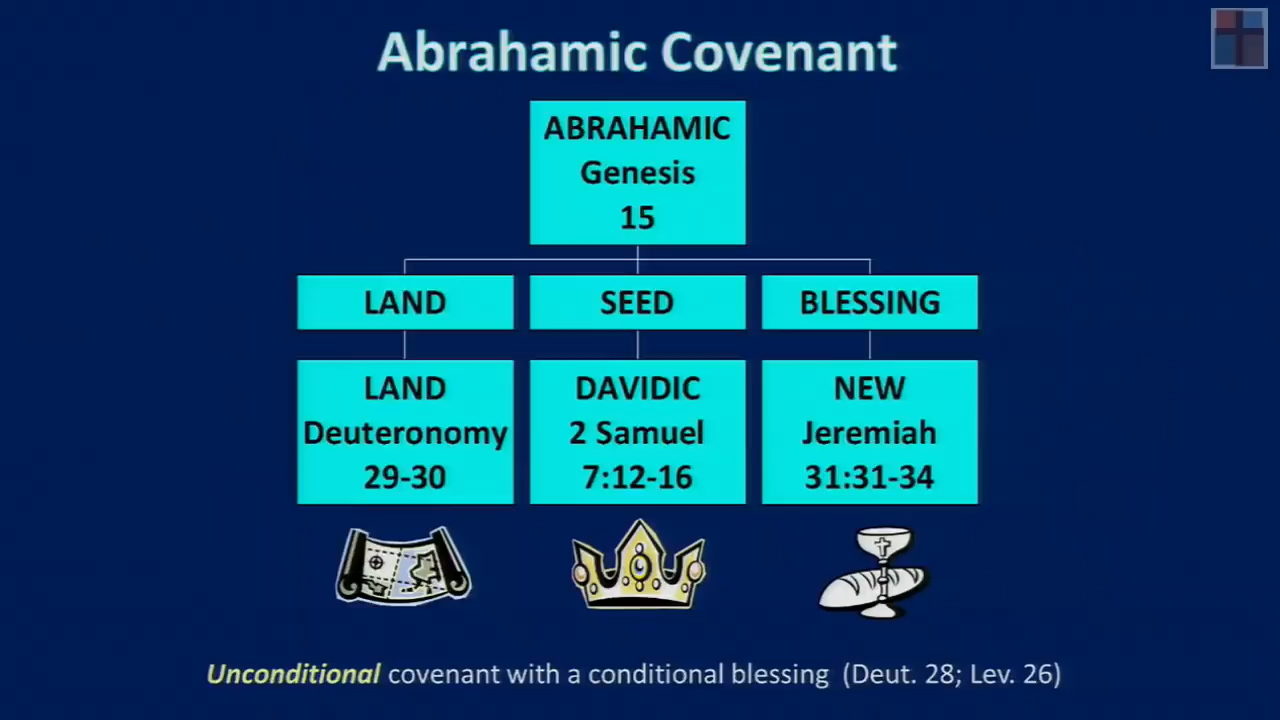 Abrahamic Covenant
ABRAHAMIC
Genesis
15
LAND
SEED
BLESSING
LAND
Deuteronomy
29-30
DAVIDIC
2 Samuel
7:12-16
NEW
Jeremiah
31:31-34
Unconditional covenant with a conditional blessing (Deut. 28; Lev. 26)